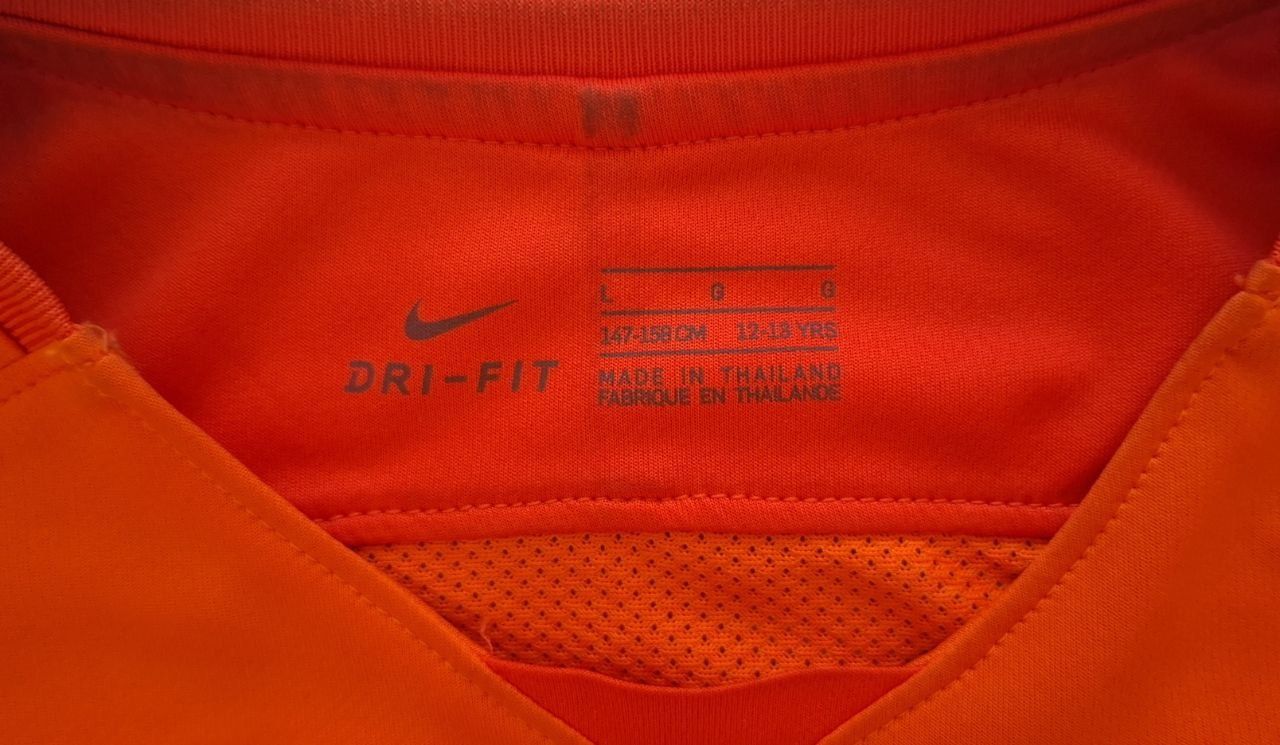 DRI-FIT
L G G
147-158 CM 12-13 YRS
MADE IN THAILAND
FABRIQUE EN THAILANDE